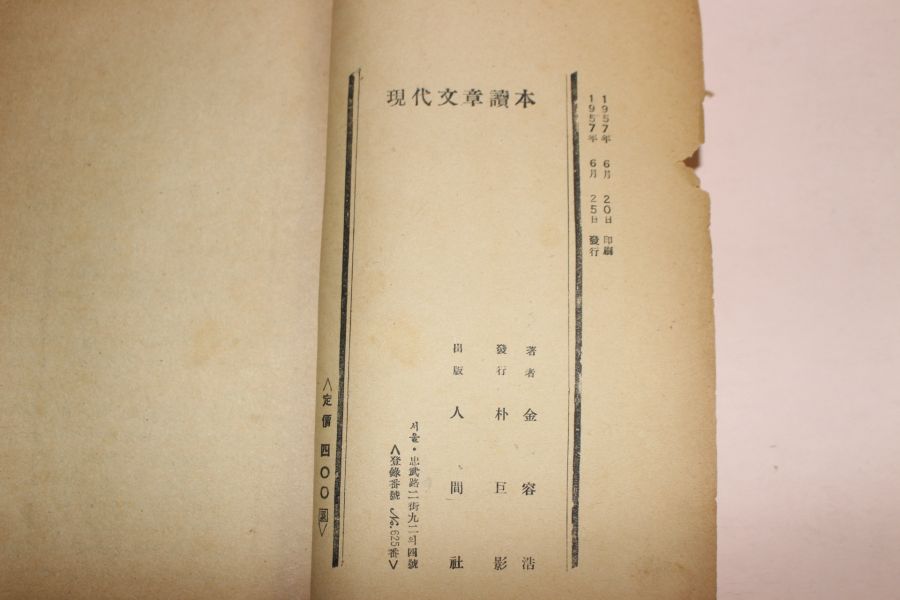 現代文章讀本
1957年 6月 20日 印刷
1957年 6月 25日 發行
著者 金容浩
發行 朴巨影
出版 人間社
서울・忠武路二街九二의四號
<登錄番號 No.625番>
<定價 四〇〇圜>